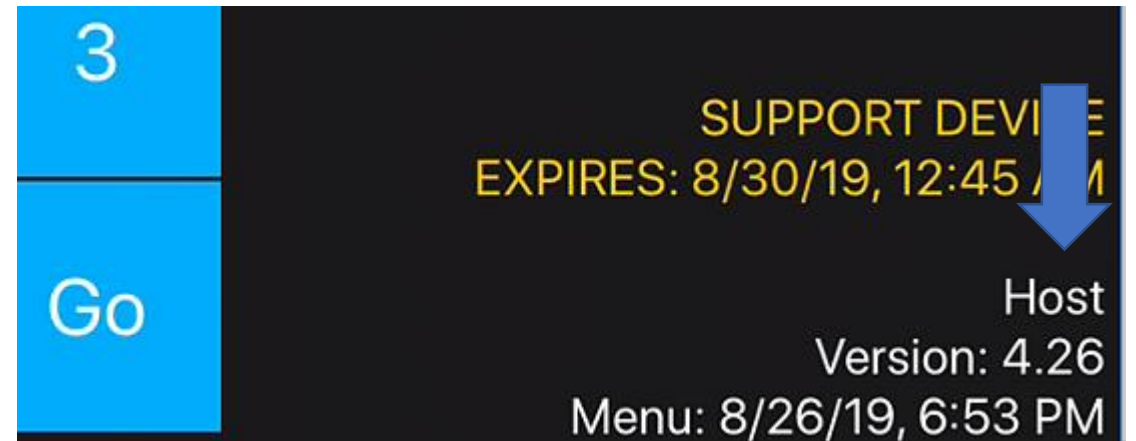 3
SUPPORT
EXPIRES: 8/30/19, 12:45
Go
Host
Version: 4.26
Menu: 8/26/19, 6:53 PM